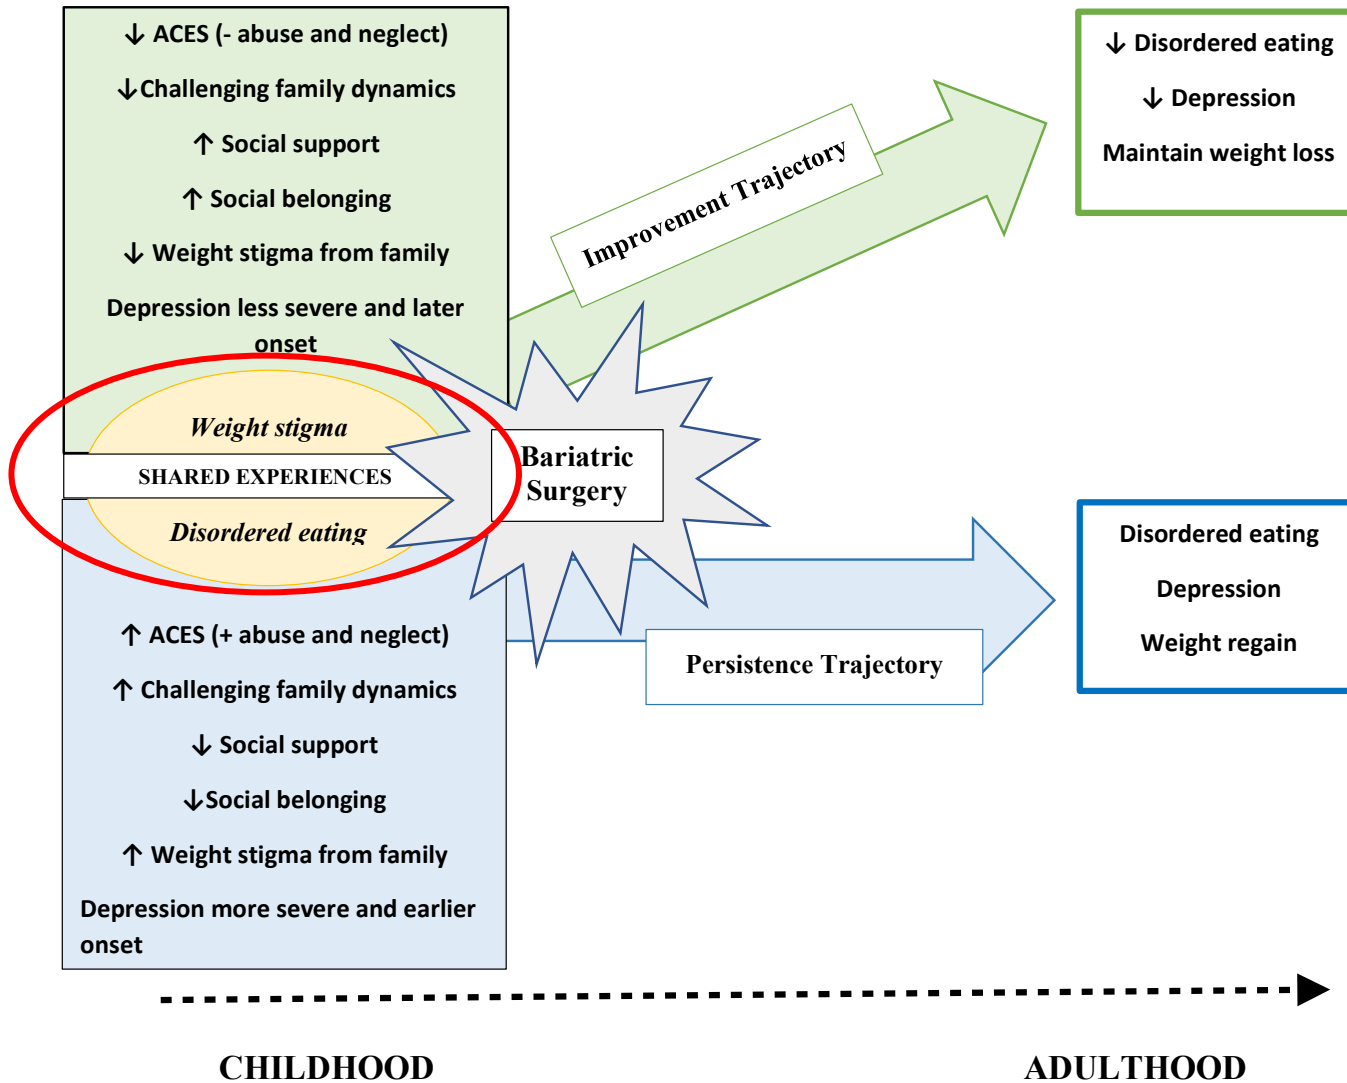 ↓ ACES (- abuse and neglect)
↓Challenging family dynamics
↑ Social support
↑ Social belonging
↓ Weight stigma from family
Depression less severe and later
onset
Weight stigma
SHARED EXPERIENCES
Disordered eating
↑ ACES (+ abuse and neglect)
↑ Challenging family dynamics
↓ Social support
↓Social belonging
↑ Weight stigma from family
Depression more severe and earlier
onset
Bariatric
Surgery
Improvement Trajectory
Persistence Trajectory
↓ Disordered eating
↓ Depression
Maintain weight loss
Disordered eating
Depression
Weight regain
CHILDHOOD
ADULTHOOD